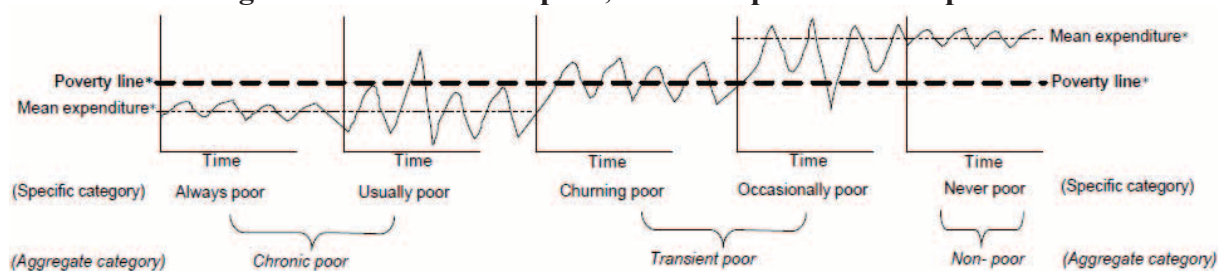 Mean expenditure*
Poverty line*
Poverty line*
Mean expenditure*
Time Time Time Time Time
(Specific category) Always poor Usually poor Churning poor Occasionally poor Never poor (Specific category)
(Aggregate category) Chronic poor Transient poor Non- poor (Aggregate category)